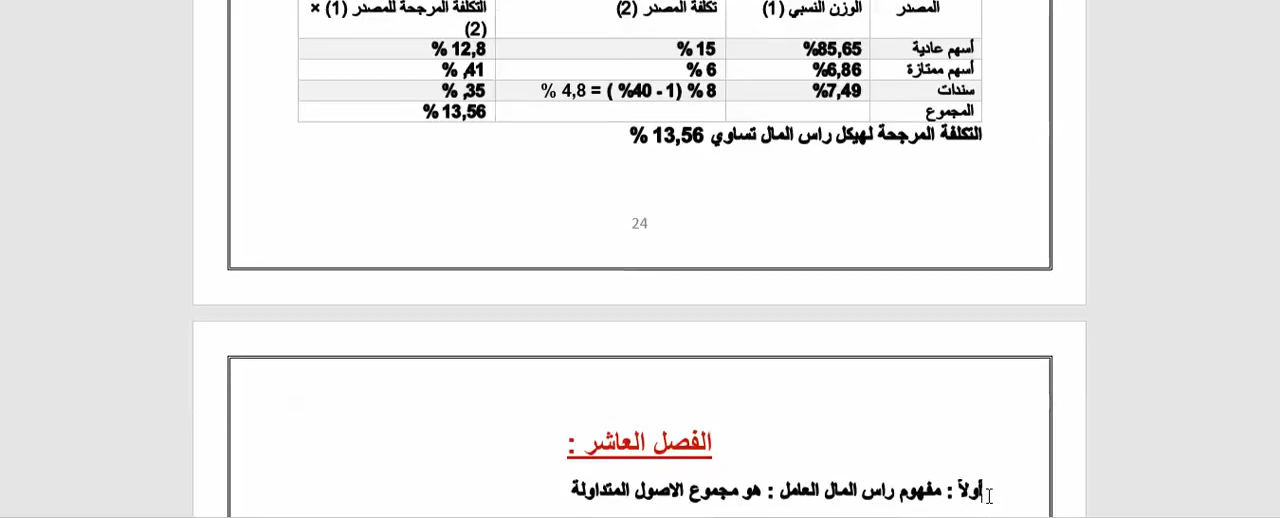 المصدر الوزن النسبي (1) تكلفة المصدر (2) التكلفة المرجحة للمصدر (1) × (2)
أسهم عادية 85,65% 15 % 12,8 %
أسهم ممتازة 6,86% 6 % ,41 %
سندات 7,49% 8 % (1 - 40% ) = 4,8 % ,35 %
المجموع 13,56 %
التكلفة المرجحة لهيكل راس المال تساوي 13,56 %
24
الفصل العاشر :
أولاً : مفهوم راس المال العامل : هو مجموع الاصول المتداولة